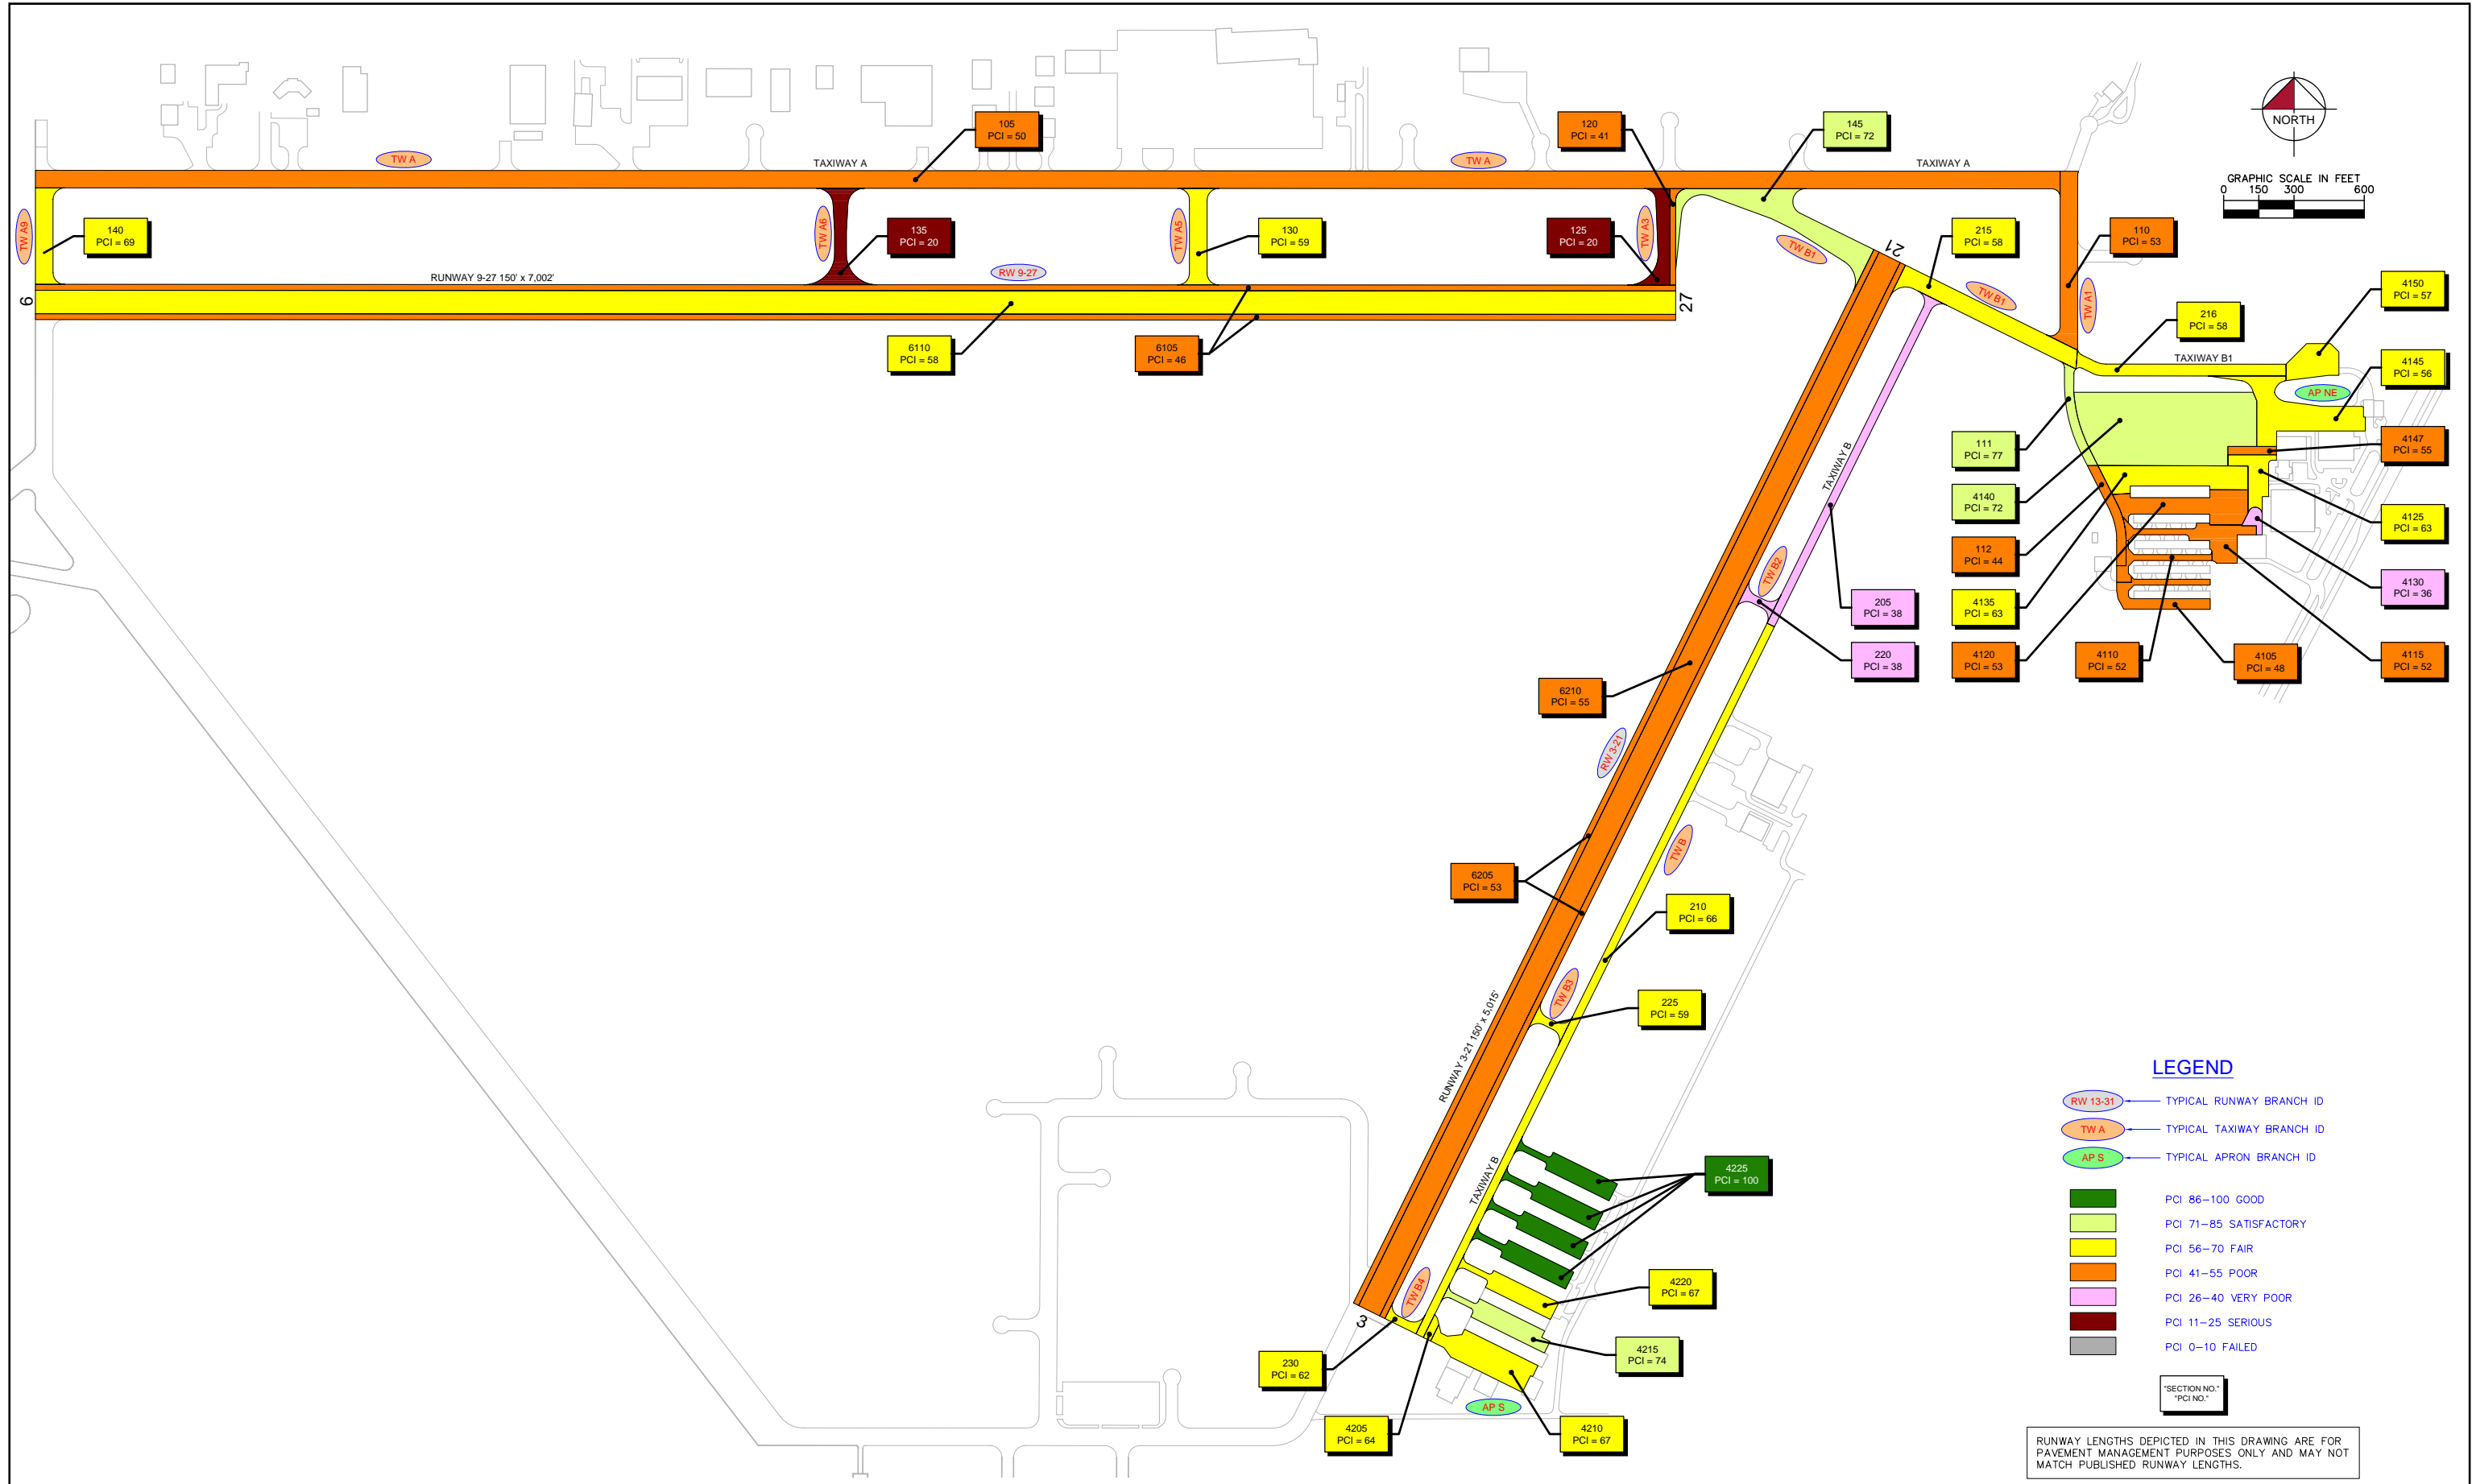 105
PCI = 50
120
PCI = 41
145
PCI = 72
NORTH
GRAPHIC SCALE IN FEET
0 150 300 600
TW A
TAXIWAY A
TW A
TAXIWAY A
TW A9
140
PCI = 69
TW A6
135
PCI = 20
TW A5
130
PCI = 59
125
PCI = 20
TW A3
TW B1
21
215
PCI = 58
110
PCI = 53
RUNWAY 9-27 150' x 7,002'
RW 9-27
9
27
TW B1
TW A1
4150
PCI = 57
216
PCI = 58
6110
PCI = 58
6105
PCI = 46
TAXIWAY B1
4145
PCI = 56
AP NE
111
PCI = 77
4147
PCI = 55
TAXIWAY B
4140
PCI = 72
4125
PCI = 63
112
PCI = 44
TW B2
205
PCI = 38
4135
PCI = 63
4130
PCI = 36
220
PCI = 38
4120
PCI = 53
4110
PCI = 52
4105
PCI = 48
4115
PCI = 52
6210
PCI = 55
RW 3-21
TW B
6205
PCI = 53
210
PCI = 66
TW B3
225
PCI = 59
RUNWAY 3-21 150' x 5,015'
TAXIWAY B
4225
PCI = 100
TW B4
3
4220
PCI = 67
230
PCI = 62
4215
PCI = 74
AP S
4205
PCI = 64
4210
PCI = 67
LEGEND
RW 13-31 TYPICAL RUNWAY BRANCH ID
TW A TYPICAL TAXIWAY BRANCH ID
AP S TYPICAL APRON BRANCH ID
PCI 86-100 GOOD
PCI 71-85 SATISFACTORY
PCI 56-70 FAIR
PCI 41-55 POOR
PCI 26-40 VERY POOR
PCI 11-25 SERIOUS
PCI 0-10 FAILED
"SECTION NO."
"PCI NO."
RUNWAY LENGTHS DEPICTED IN THIS DRAWING ARE FOR
PAVEMENT MANAGEMENT PURPOSES ONLY AND MAY NOT
MATCH PUBLISHED RUNWAY LENGTHS.